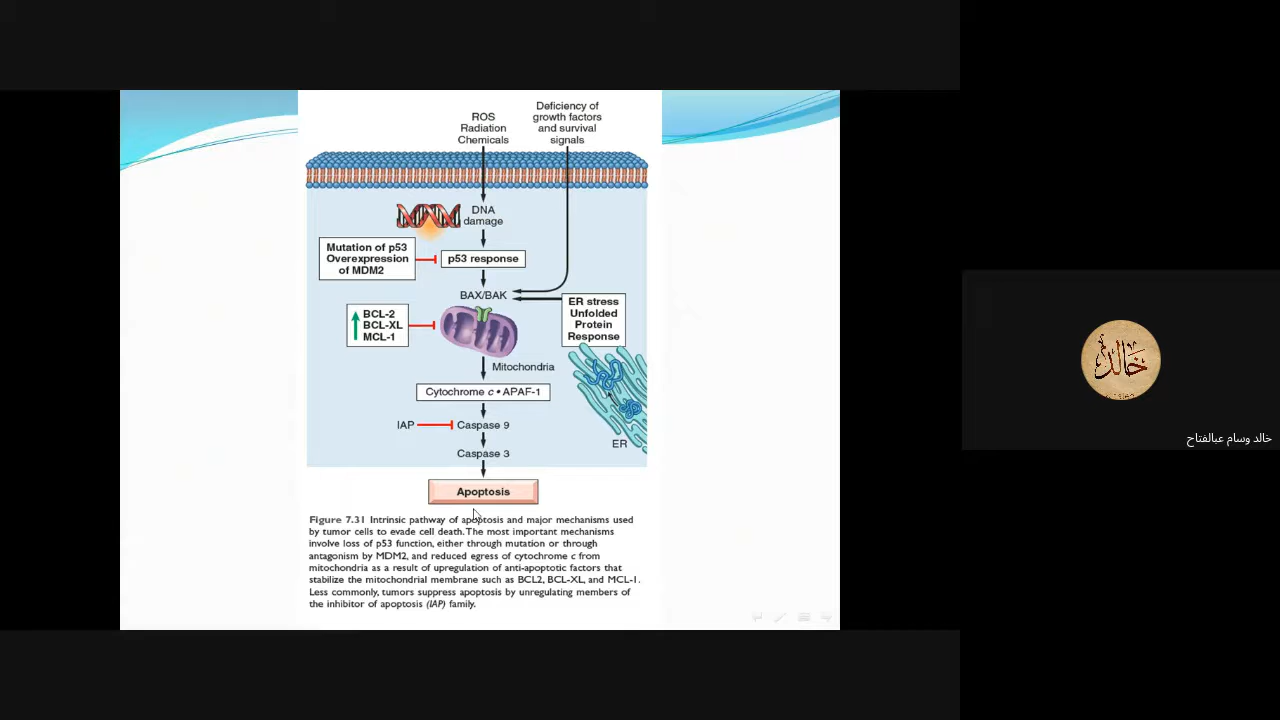 ROS
Radiation
Chemicals
Deficiency of
growth factors
and survival
signals
DNA
damage
Mutation of p53
Overexpression
of MDM2
p53 response
BAX/BAK
BCL-2
BCL-XL
MCL-1
ER stress
Unfolded
Protein
Response
Mitochondria
Cytochrome c • APAF-1
IAP
Caspase 9
ER
Caspase 3
Apoptosis
Figure 7.31 Intrinsic pathway of apoptosis and major mechanisms used
by tumor cells to evade cell death. The most important mechanisms
involve loss of p53 function, either through mutation or through
antagonism by MDM2, and reduced egress of cytochrome c from
mitochondria as a result of upregulation of anti-apoptotic factors that
stabilize the mitochondrial membrane such as BCL2, BCL-XL, and MCL-1.
Less commonly, tumors suppress apoptosis by unregulating members of
the inhibitor of apoptosis (IAP) family.
خالد
خالد وسام عبالفتاح